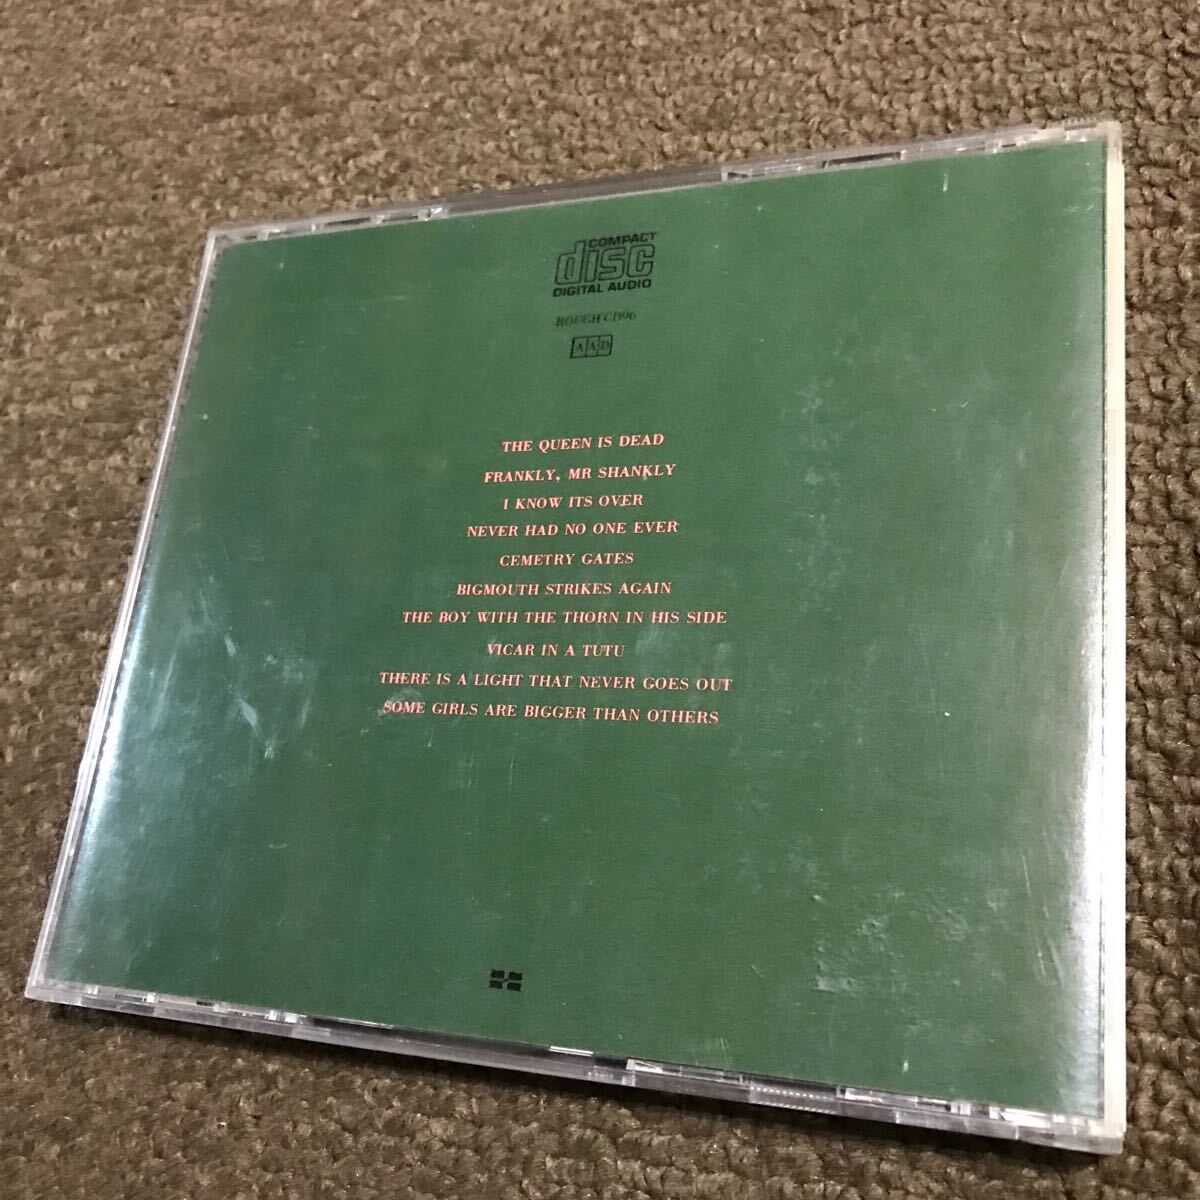 COMPACT
disc
DIGITAL AUDIO
ROUGH CD96
AAD
THE QUEEN IS DEAD
FRANKLY, MR SHANKLY
I KNOW ITS OVER
NEVER HAD NO ONE EVER
CEMETRY GATES
BIGMOUTH STRIKES AGAIN
THE BOY WITH THE THORN IN HIS SIDE
VICAR IN A TUTU
THERE IS A LIGHT THAT NEVER GOES OUT
SOME GIRLS ARE BIGGER THAN OTHERS